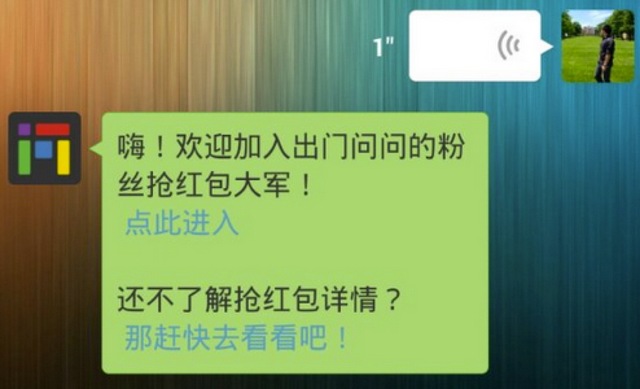 1"
嗨！欢迎加入出门问问的粉
丝抢红包大军！
点此进入
还不了解抢红包详情？
那赶快去看看吧！